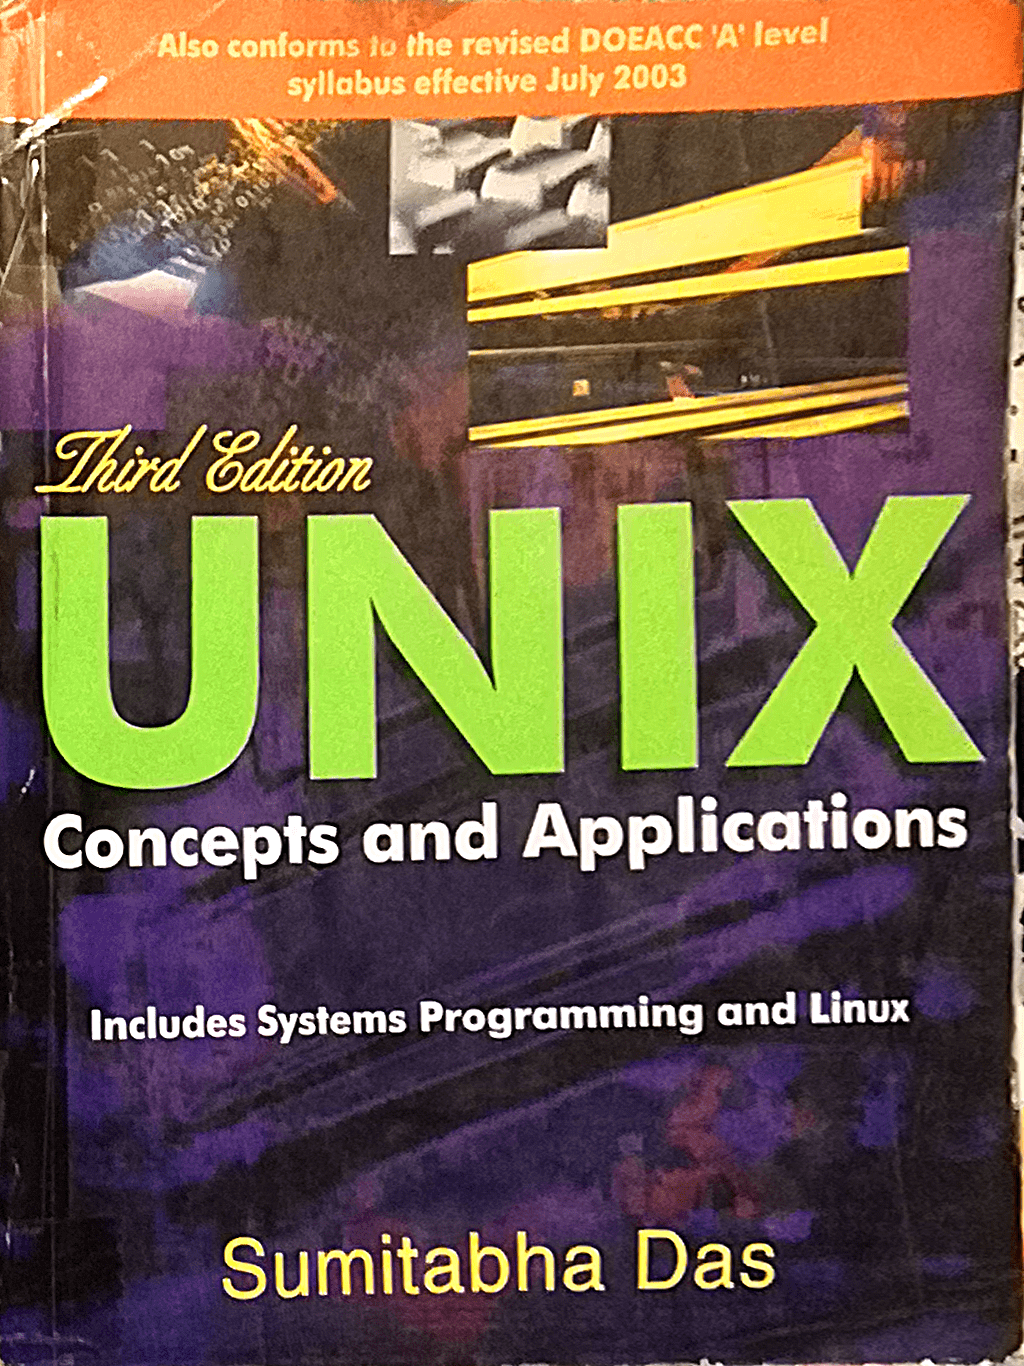 Also conforms to the revised DOEACC 'A' level
syllabus effective July 2003
Third Edition
UNIX
Concepts and Applications
Includes Systems Programming and Linux
Sumitabha Das